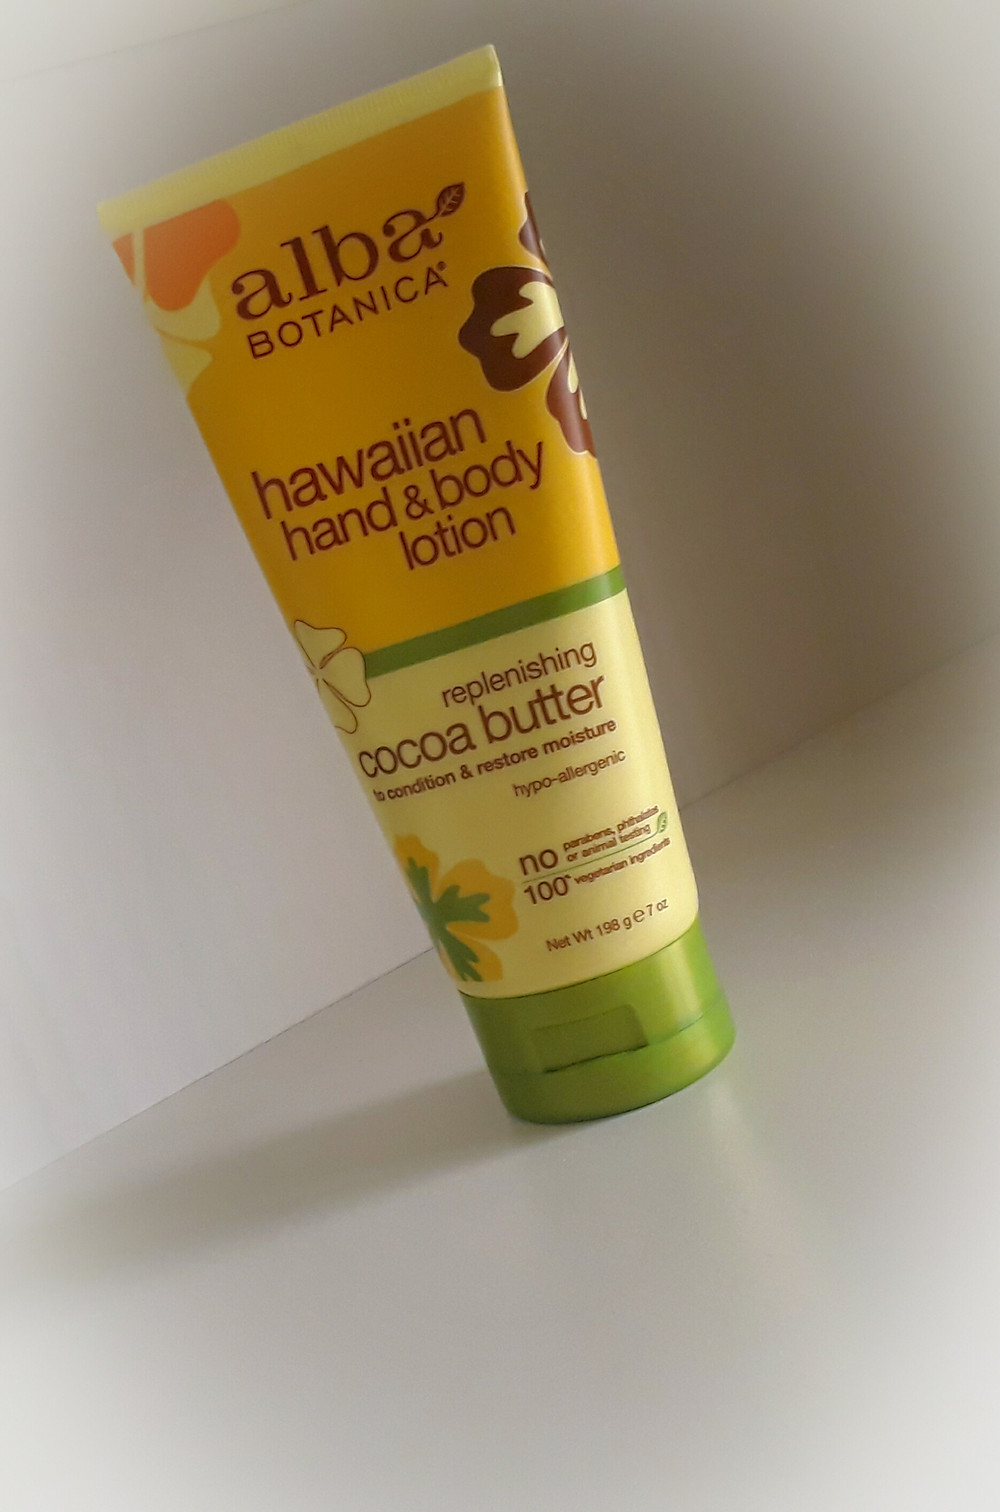 alba
BOTANICA®
hawaiian
hand & body
lotion
replenishing
cocoa butter
to condition & restore moisture
hypo-allergenic
no parabens, phthalates
or animal testing
100% vegetarian ingredients
Net Wt 198 g e 7 oz